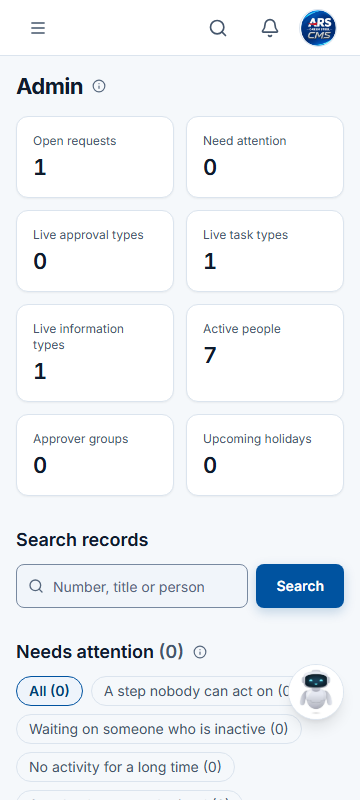 ARS
CMS
Admin
Open requests
1
Need attention
0
Live approval types
0
Live task types
1
Live information
types
1
Active people
7
Approver groups
0
Upcoming holidays
0
Search records
Number, title or person
Search
Needs attention (0)
All (0)
A step nobody can act on (0
Waiting on someone who is inactive (0)
No activity for a long time (0)